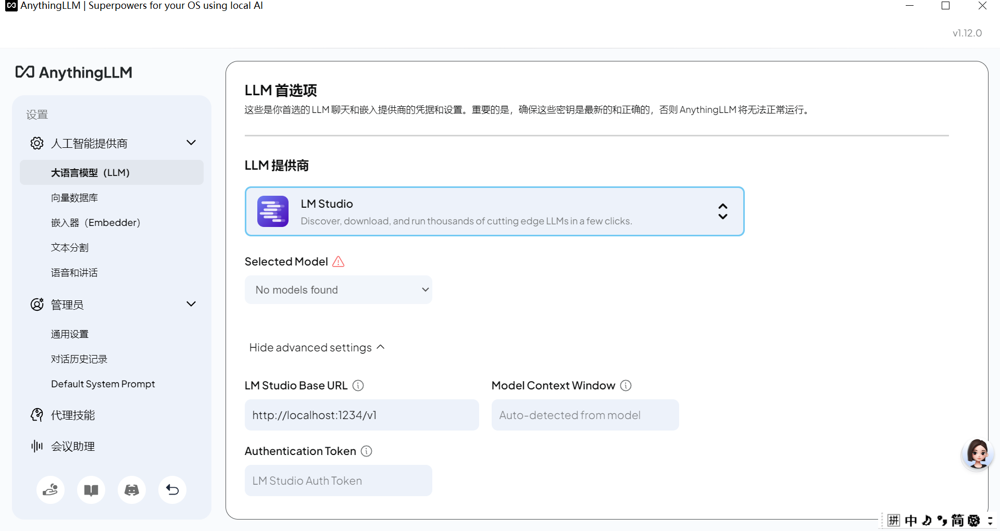 AnythingLLM | Superpowers for your OS using local AI
v1.12.0
AnythingLLM
设置
人工智能提供商
大语言模型（LLM）
向量数据库
嵌入器（Embedder）
文本分割
语音和讲话
管理员
通用设置
对话历史记录
Default System Prompt
代理技能
会议助理
LLM 首选项
这些是你首选的 LLM 聊天和嵌入提供商的凭据和设置。重要的是，确保这些密钥是最新的和正确的，否则 AnythingLLM 将无法正常运行。
LLM 提供商
LM Studio
Discover, download, and run thousands of cutting edge LLMs in a few clicks.
Selected Model
No models found
Hide advanced settings
LM Studio Base URL
Model Context Window
http://localhost:1234/v1
Auto-detected from model
Authentication Token
LM Studio Auth Token
拼 中 简